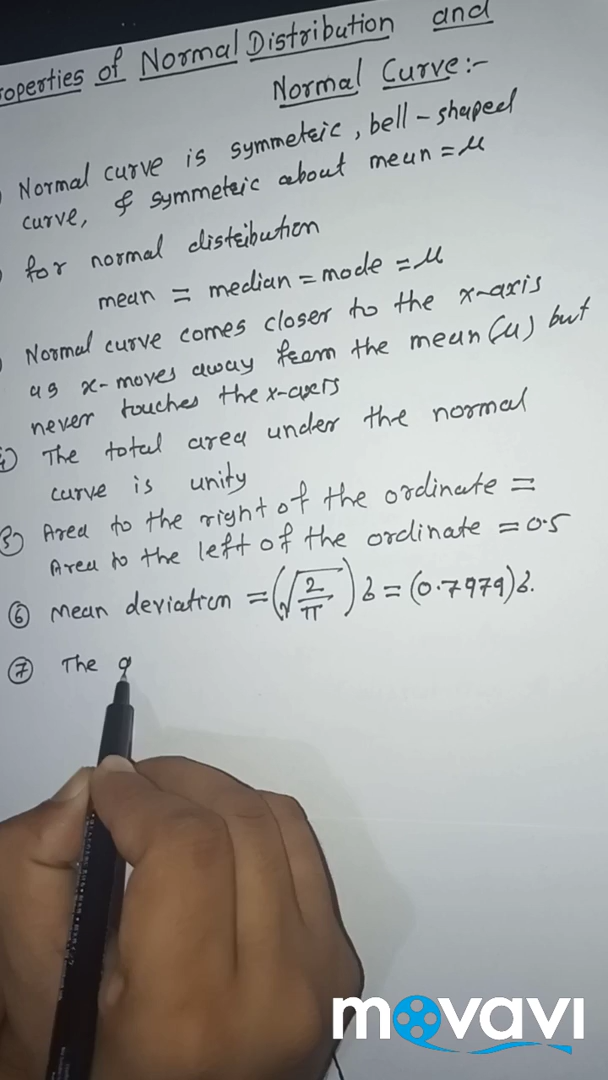 roperties of Normal Distribution and
Normal Curve:-
Normal curve is symmetric, bell-shaped
curve, & symmetric about mean = μ
for normal distribution
mean = median = mode = μ
Normal curve comes closer to the x-axis
as x-moves away from the mean (μ) but
never touches the x-axis
4) The total area under the normal
curve is unity
5) Area to the right of the ordinate =
Area to the left of the ordinate = 0.5
⑥ Mean deviation = (√2/π) σ = (0.7979) σ.
⑦ The q
movavi